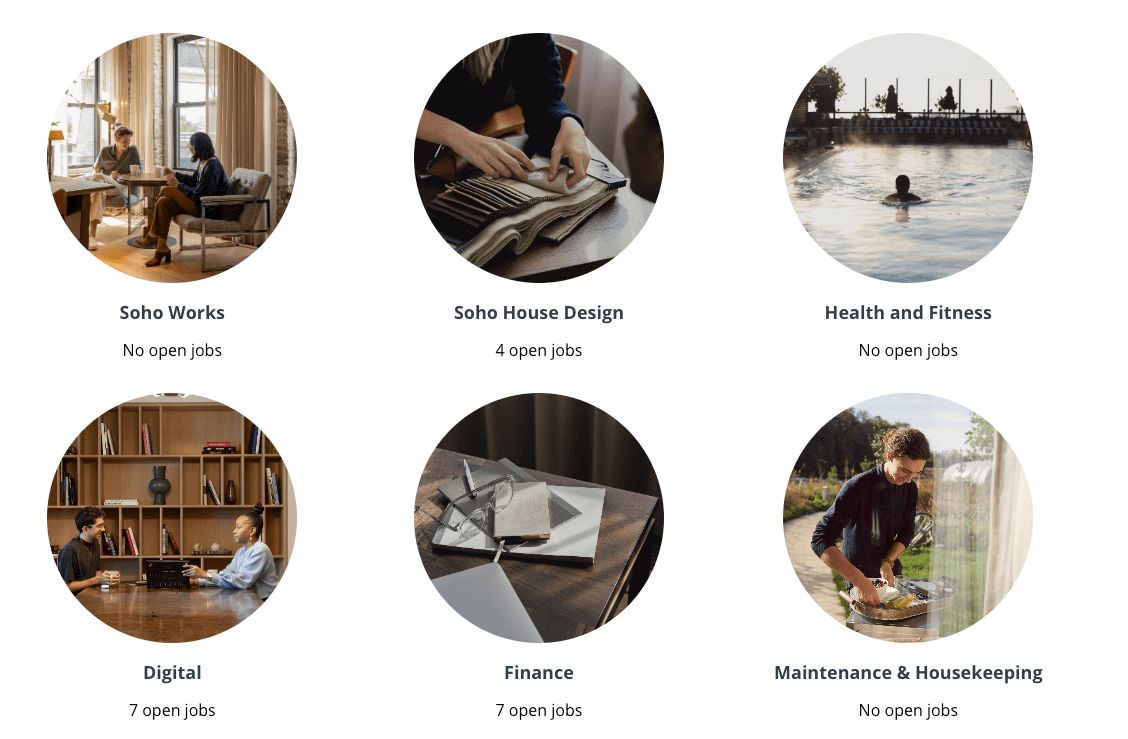 Soho Works
Soho House Design
Health and Fitness
No open jobs
4 open jobs
No open jobs
Digital
Finance
Maintenance & Housekeeping
7 open jobs
7 open jobs
No open jobs